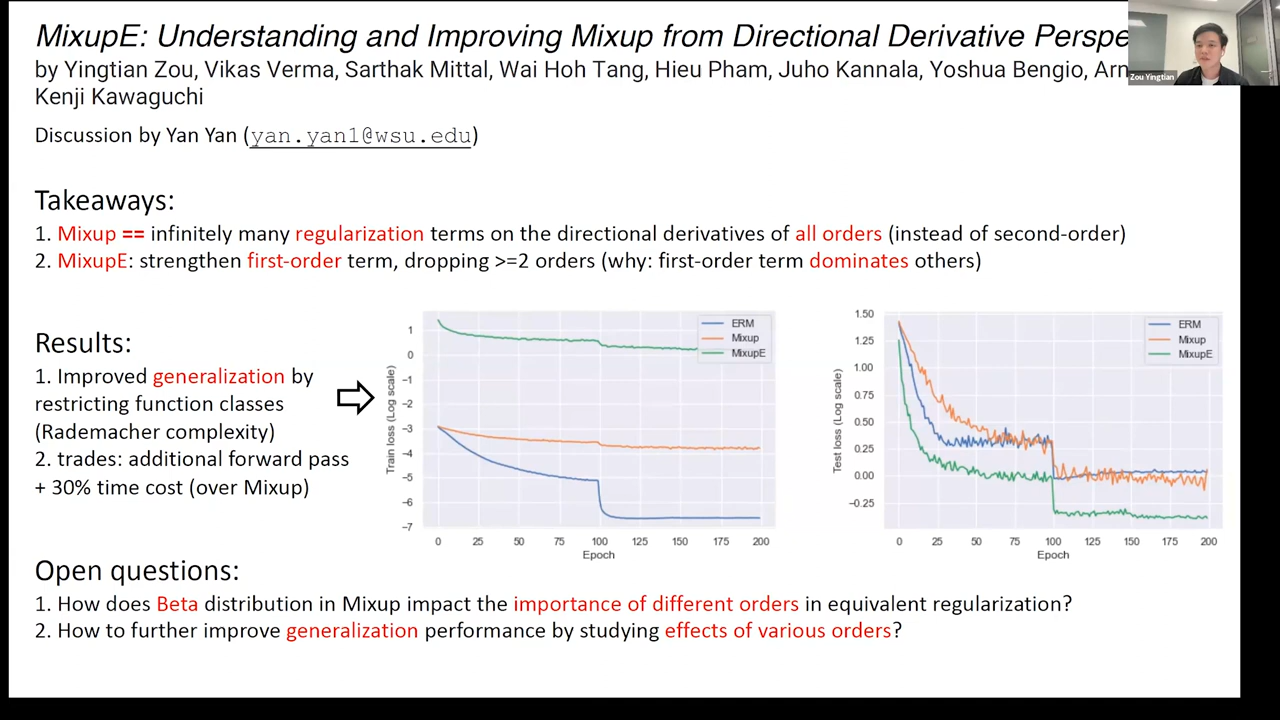 MixupE: Understanding and Improving Mixup from Directional Derivative
by Yingtian Zou, Vikas Verma, Sarthak Mittal, Wai Hoh Tang, Hieu Pham, Juho Kannala, Yoshua Bengio,
Kenji Kawaguchi
Zou Yingtian
Discussion by Yan Yan (yan.yan1@wsu.edu)
Takeaways:
1. Mixup == infinitely many regularization terms on the directional derivatives of all orders (instead of second-order)
2. MixupE: strengthen first-order term, dropping >=2 orders (why: first-order term dominates others)
Results:
1. Improved generalization by
restricting function classes
(Rademacher complexity)
2. trades: additional forward pass
+ 30% time cost (over Mixup)
Train loss (Log scale)
1
0
−1
−2
−3
−4
−5
−6
−7
0 25 50 75 100 125 150 175 200
Epoch
ERM
Mixup
MixupE
Test loss (Log scale)
1.50
1.25
1.00
0.75
0.50
0.25
0.00
−0.25
0 25 50 75 100 125 150 175 200
Epoch
ERM
Mixup
MixupE
Open questions:
1. How does Beta distribution in Mixup impact the importance of different orders in equivalent regularization?
2. How to further improve generalization performance by studying effects of various orders?